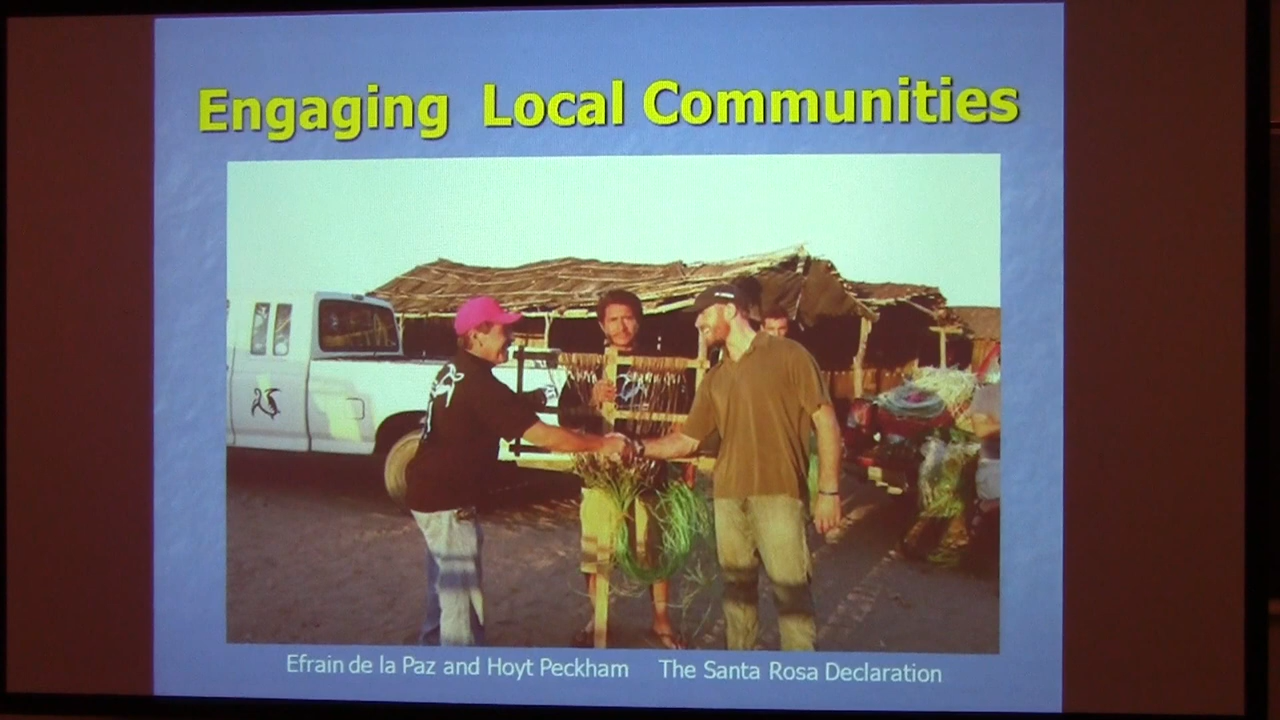 Engaging Local Communities
Efrain de la Paz and Hoyt Peckham The Santa Rosa Declaration